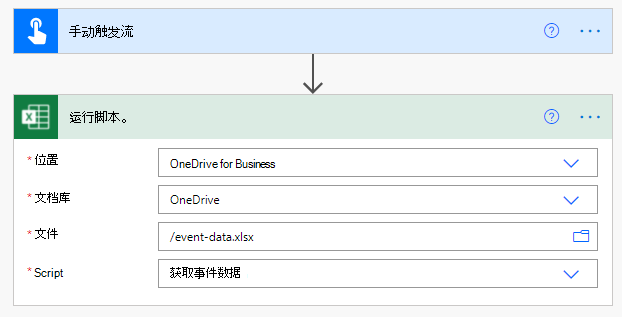 手动触发流
运行脚本。
* 位置 OneDrive for Business
* 文档库 OneDrive
* 文件 /event-data.xlsx
* Script 获取事件数据